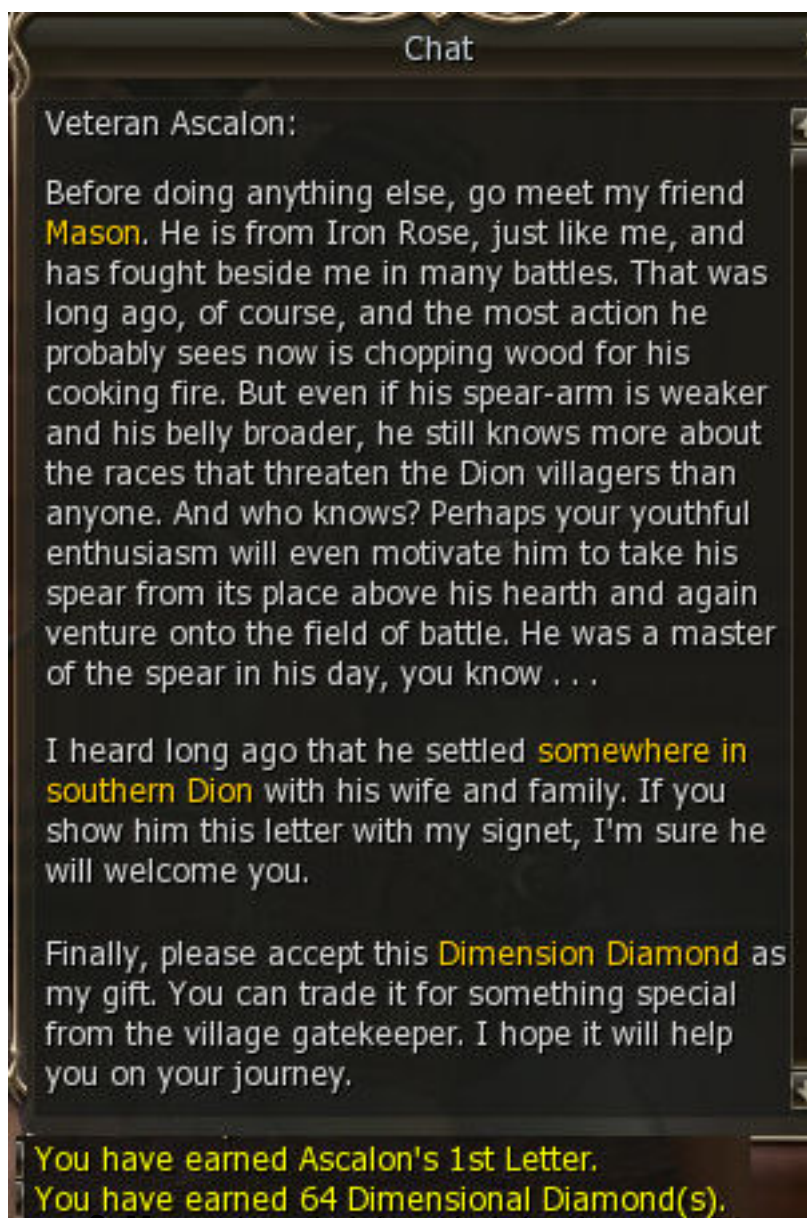 Chat
Veteran Ascalon:
Before doing anything else, go meet my friend
Mason. He is from Iron Rose, just like me, and
has fought beside me in many battles. That was
long ago, of course, and the most action he
probably sees now is chopping wood for his
cooking fire. But even if his spear-arm is weaker
and his belly broader, he still knows more about
the races that threaten the Dion villagers than
anyone. And who knows? Perhaps your youthful
enthusiasm will even motivate him to take his
spear from its place above his hearth and again
venture onto the field of battle. He was a master
of the spear in his day, you know . . .
I heard long ago that he settled somewhere in
southern Dion with his wife and family. If you
show him this letter with my signet, I'm sure he
will welcome you.
Finally, please accept this Dimension Diamond as
my gift. You can trade it for something special
from the village gatekeeper. I hope it will help
you on your journey.
You have earned Ascalon's 1st Letter.
You have earned 64 Dimensional Diamond(s).